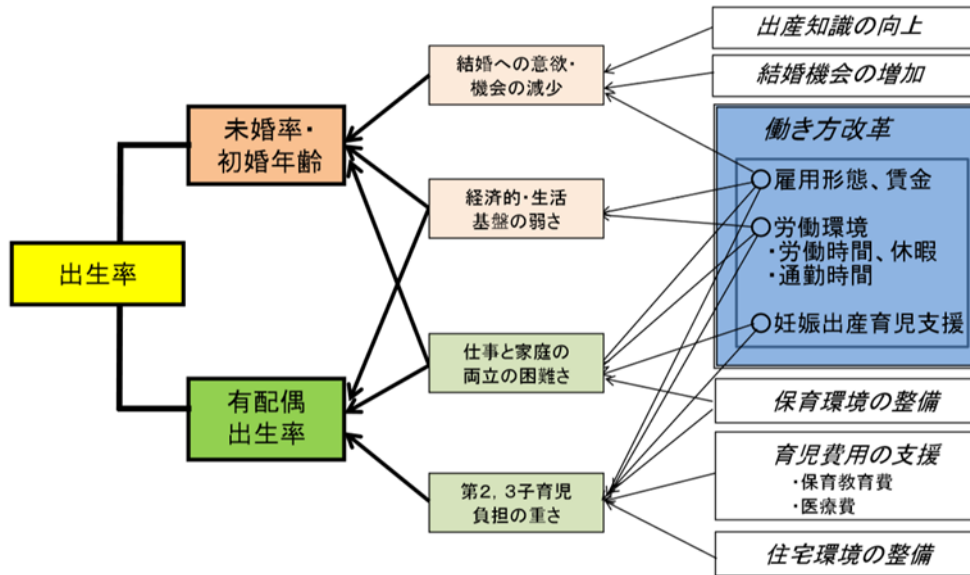 出生率
未婚率・
初婚年齢
有配偶
出生率
結婚への意欲・
機会の減少
経済的・生活
基盤の弱さ
仕事と家庭の
両立の困難さ
第２，３子育児
負担の重さ
出産知識の向上
結婚機会の増加
働き方改革
雇用形態、賃金
労働環境
・労働時間、休暇
・通勤時間
妊娠出産育児支援
保育環境の整備
育児費用の支援
・保育教育費
・医療費
住宅環境の整備